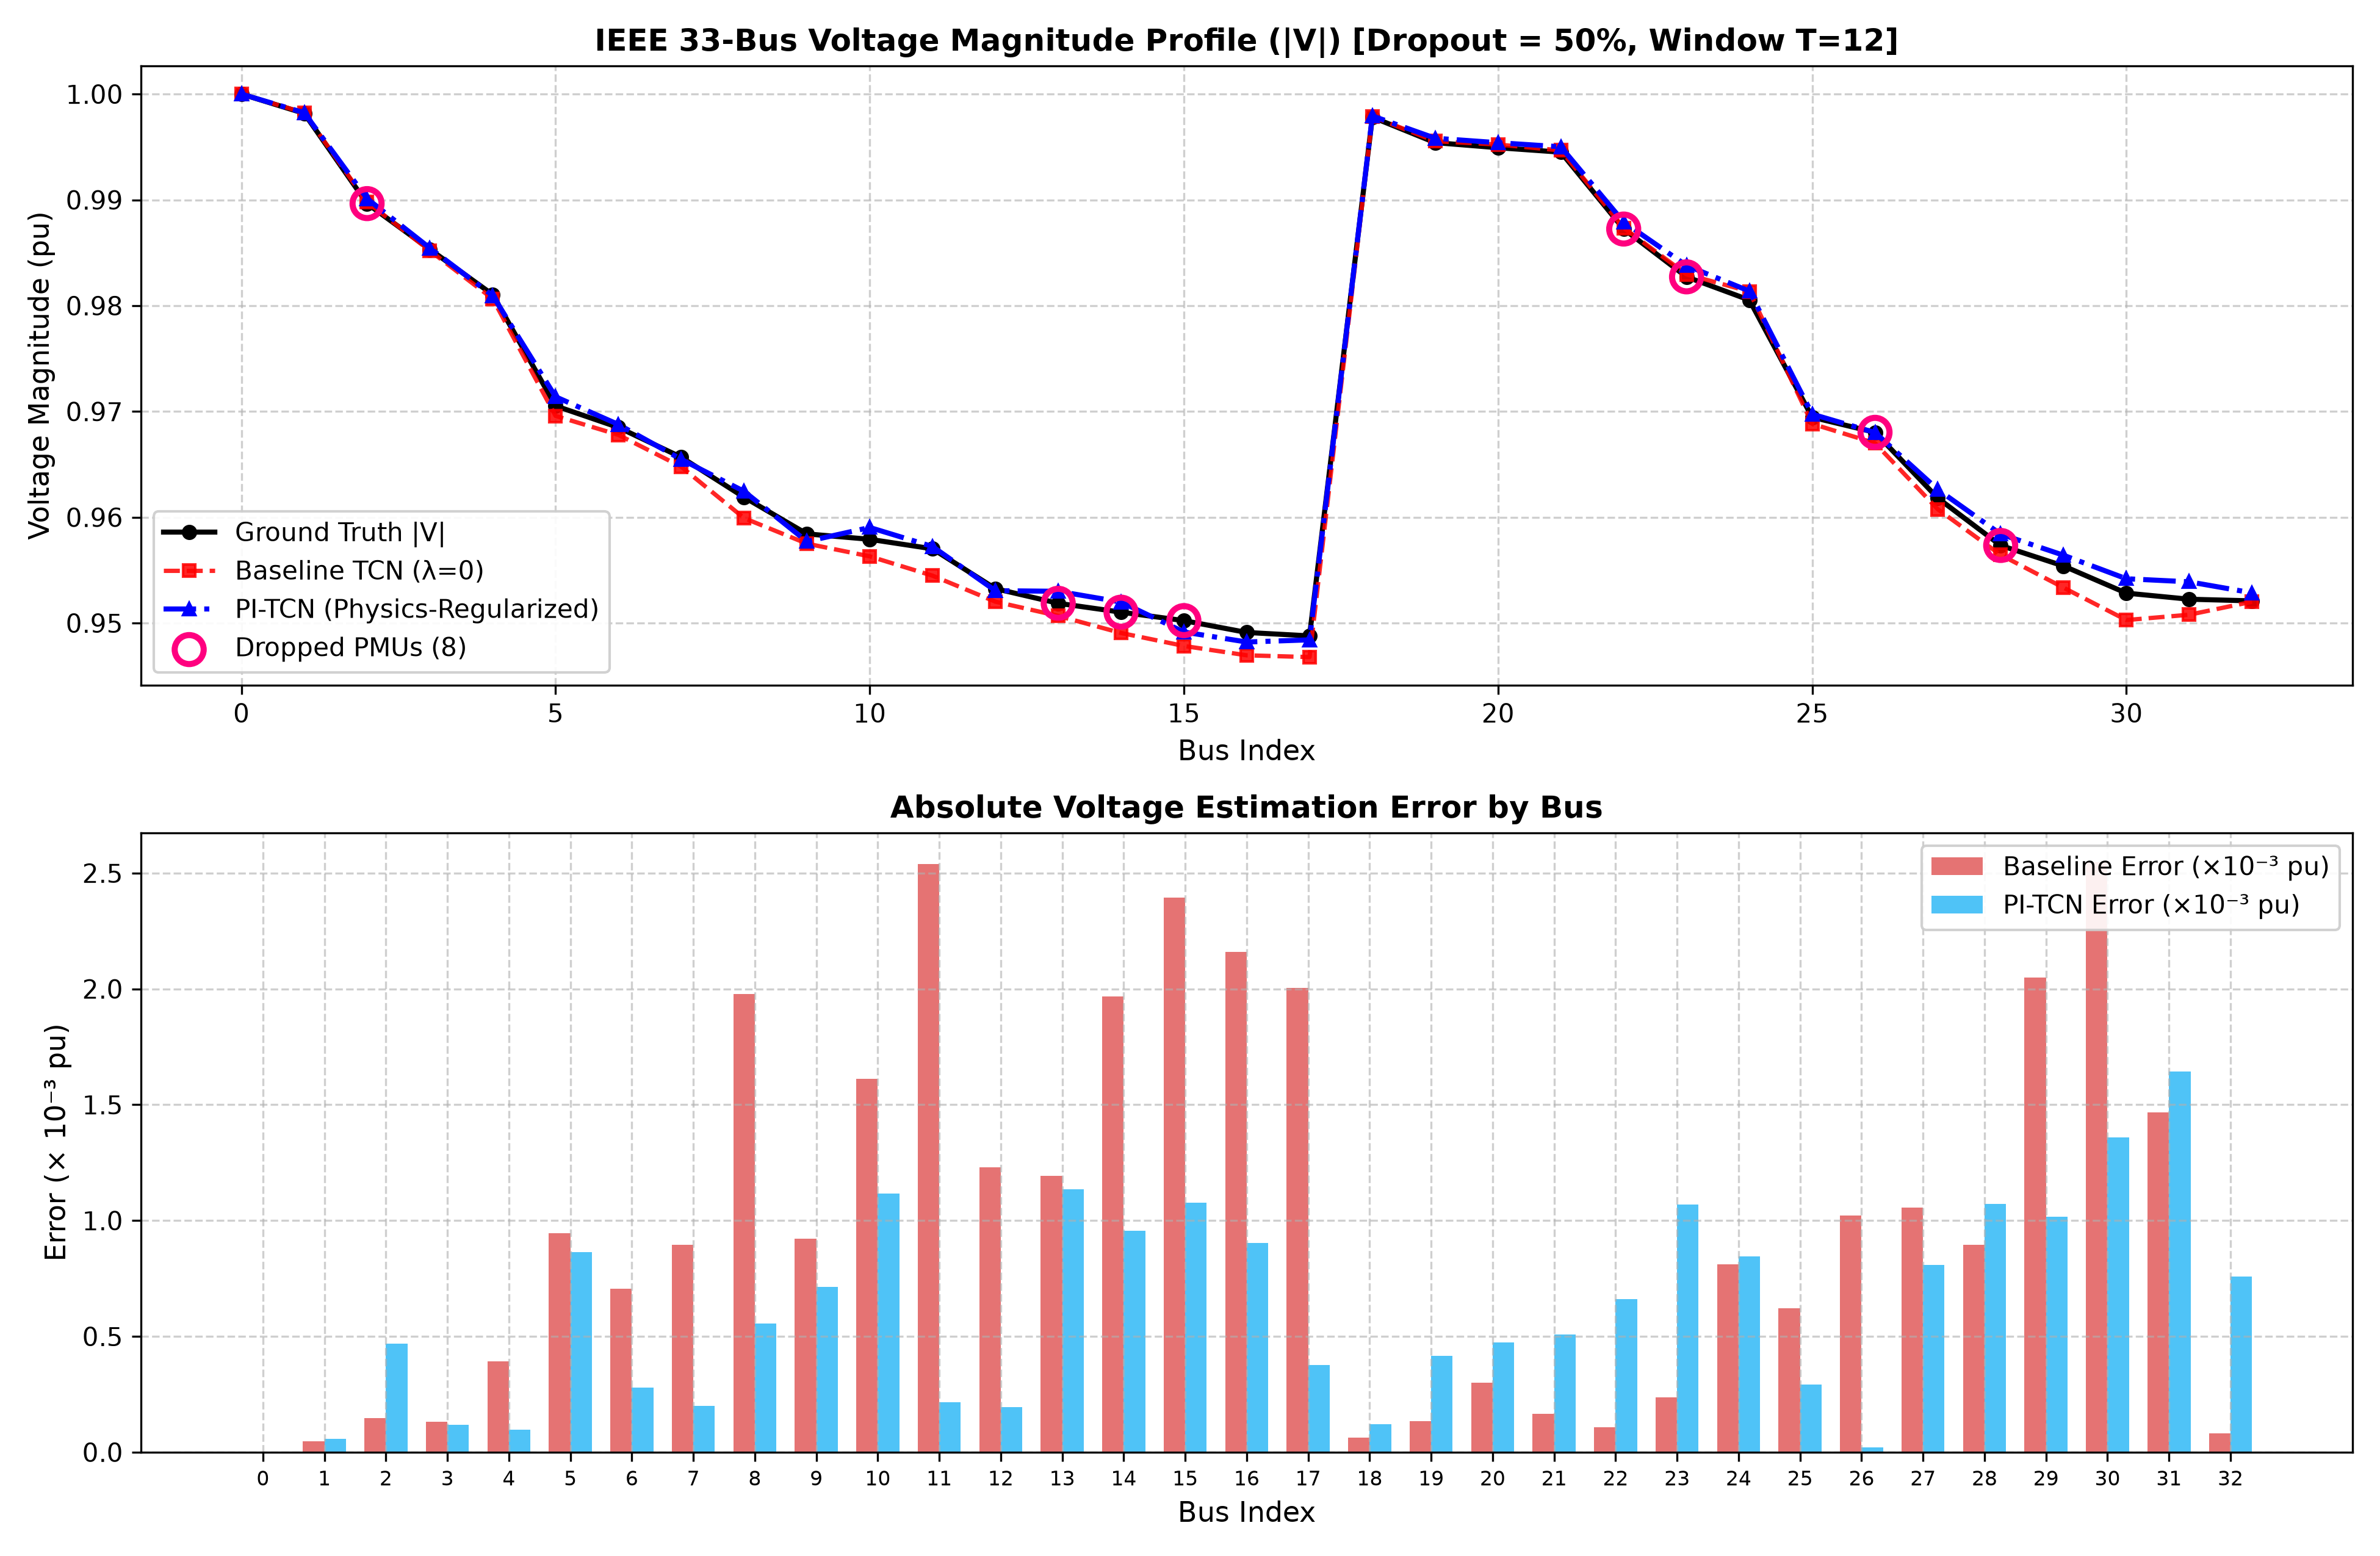 IEEE 33-Bus Voltage Magnitude Profile (|V|) [Dropout = 50%, Window T=12]
Voltage Magnitude (pu)
1.00
0.99
0.98
0.97
0.96
0.95
Ground Truth |V|
Baseline TCN (λ=0)
PI-TCN (Physics-Regularized)
Dropped PMUs (8)
0 5 10 15 20 25 30
Bus Index
Absolute Voltage Estimation Error by Bus
Error (× 10⁻³ pu)
2.5
2.0
1.5
1.0
0.5
0.0
Baseline Error (×10⁻³ pu)
PI-TCN Error (×10⁻³ pu)
0 1 2 3 4 5 6 7 8 9 10 11 12 13 14 15 16 17 18 19 20 21 22 23 24 25 26 27 28 29 30 31 32
Bus Index